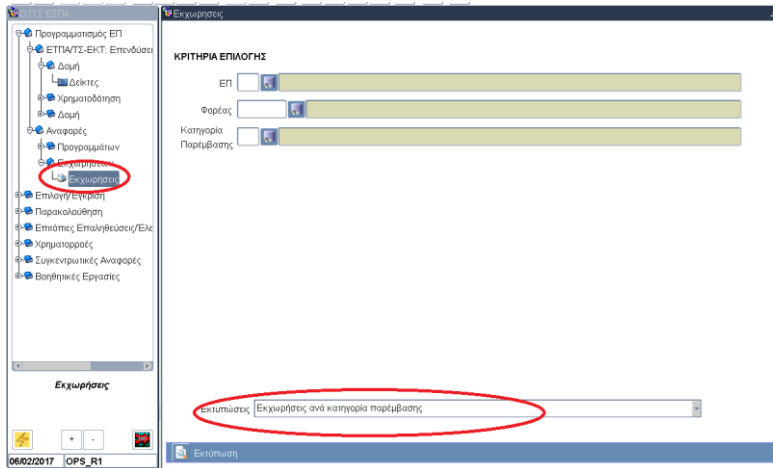 Ο Π Σ ΕΣΠΑ
Προγραμματισμός ΕΠ
ΕΤΠΑ/ΤΣ-ΕΚΤ: Επενδύσει
Δομή
Δείκτες
Χρηματοδότηση
Δομή
Αναφορές
Προγραμμάτων
Εκχωρήσεων
Εκχωρήσεις
Επιλογή/Έγκριση
Παρακολούθηση
Επιτόπιες Επαληθεύσεις/Ελε
Χρηματορροές
Συγκεντρωτικές Αναφορές
Βοηθητικές Εργασίες
Εκχωρήσεις
+ -
06/02/2017 OPS_R1
Εκχωρησεις
ΚΡΙΤΗΡΙΑ ΕΠΙΛΟΓΗΣ
ΕΠ
Φορέας
Κατηγορία
Παρέμβασης
Εκτυπώσεις Εκχωρήσεις ανά κατηγορία παρέμβασης
Εκτύπωση